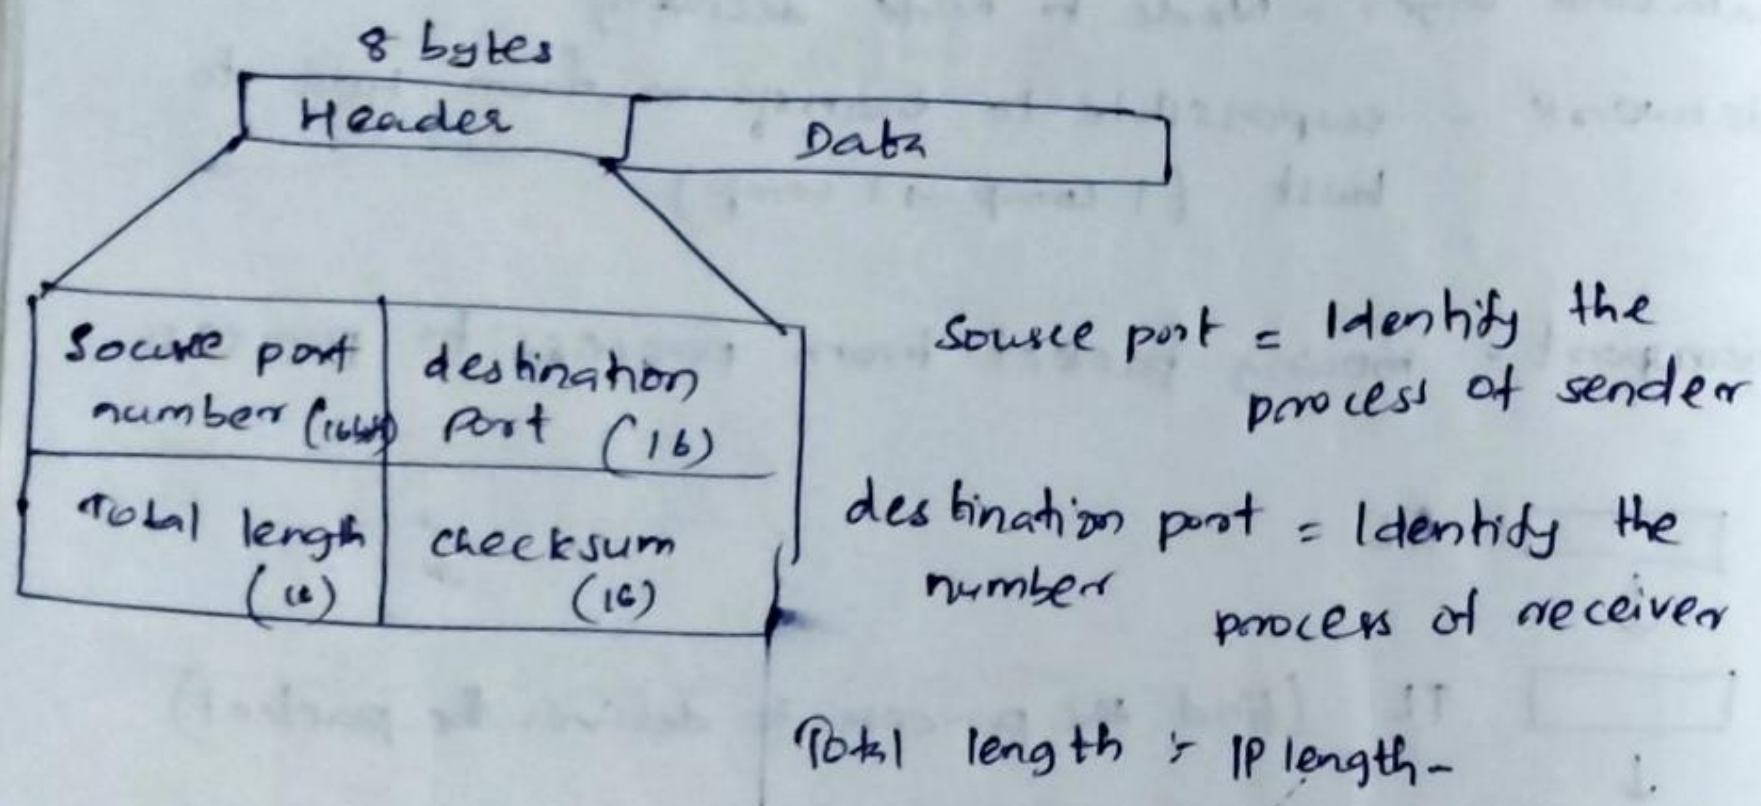 8 bytes
Header
Data
Source port
number (16bit)
destination
port (16)
Total length
(16)
checksum
(16)
Source port = Identify the
process of sender
destination port = Identify the
number
process of receiver
Total length :- IP length -